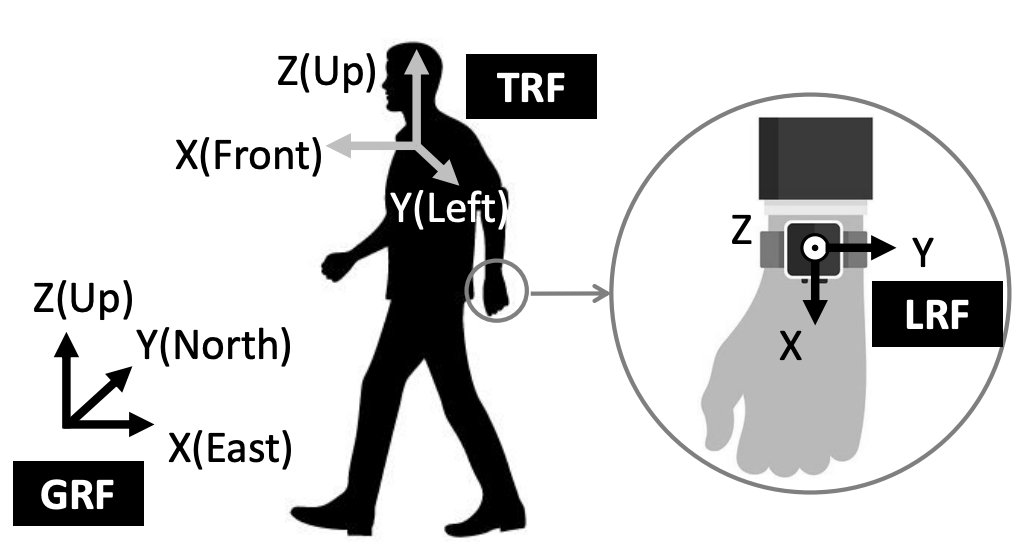 Z(Up)
TRF
X(Front)
Y(Left)
Z
Y
LRF
X
Z(Up)
Y(North)
X(East)
GRF